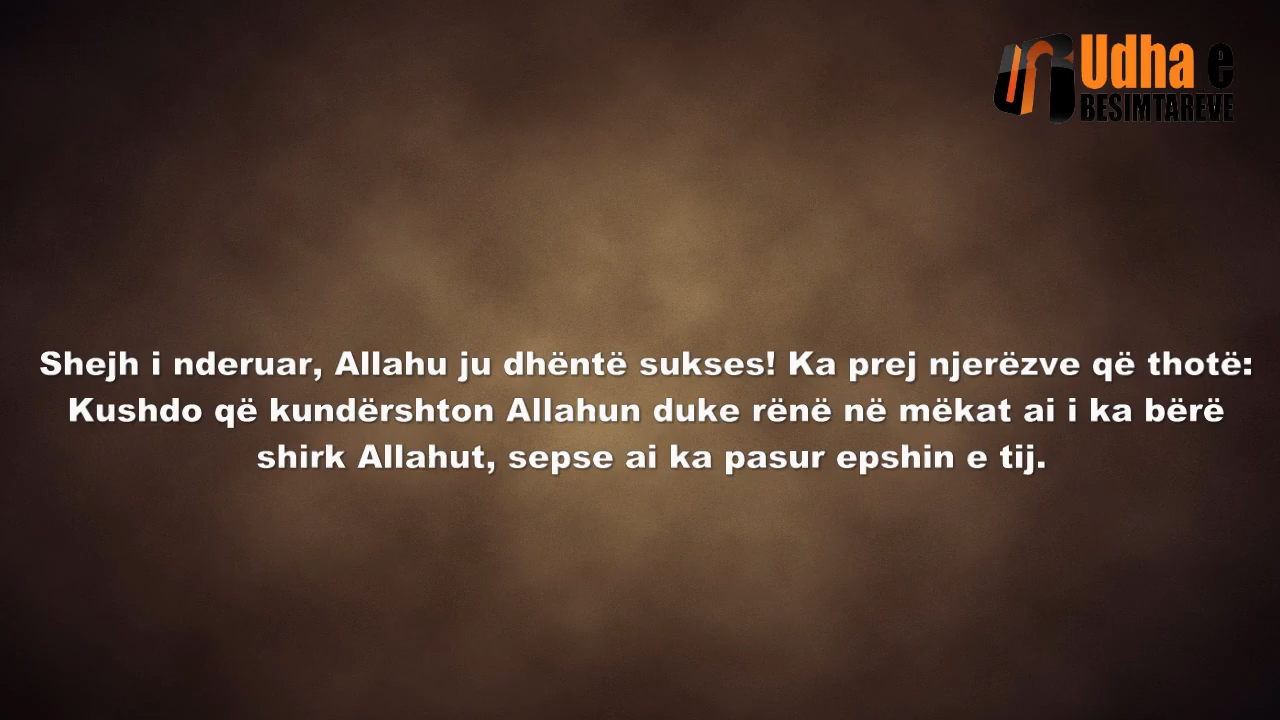 Udha e
BESIMTARËVE
Shejh i nderuar, Allahu ju dhëntë sukses! Ka prej njerëzve që thotë:
Kushdo që kundërshton Allahun duke rënë në mëkat ai i ka bërë
shirk Allahut, sepse ai ka pasur epshin e tij.